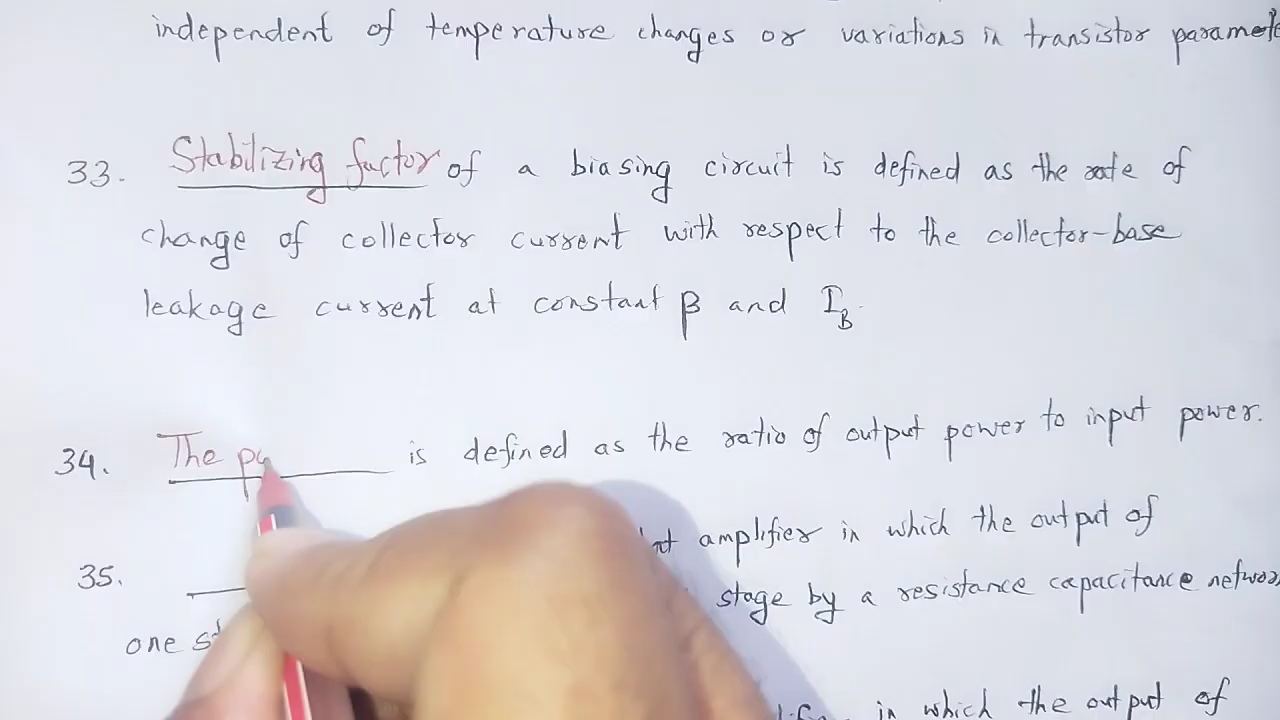 independent of temperature changes or variations in transistor
33. Stabilizing factor of a biasing circuit is defined as the rate of
change of collector current with respect to the collector-base
leakage current at constant β and I_B.
34. The is defined as the ratio of output power to input power.
35. amplifier in which the output of
one stage by a resistance capacitance
in which the output of